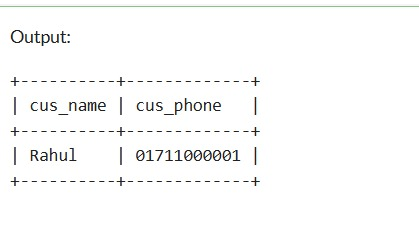 Output:
+----------+-------------+
| cus_name | cus_phone   |
+----------+-------------+
| Rahul    | 01711000001 |
+----------+-------------+